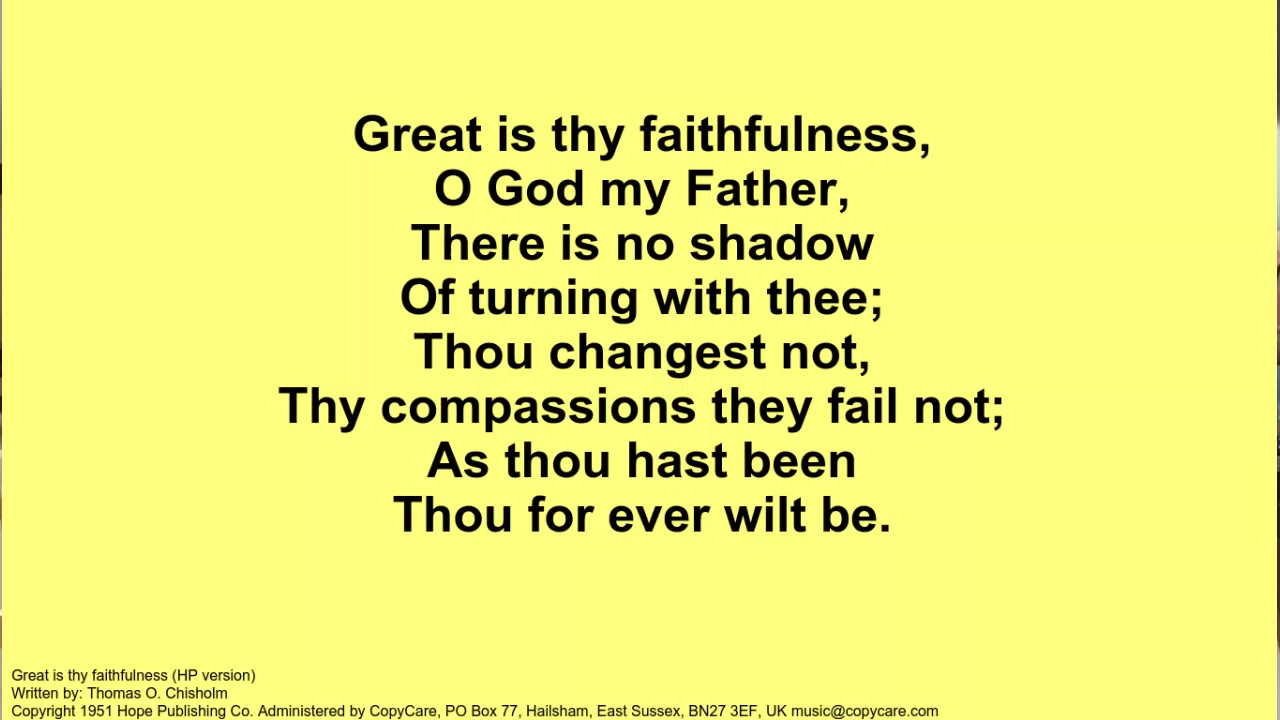 Great is thy faithfulness,
O God my Father,
There is no shadow
Of turning with thee;
Thou changest not,
Thy compassions they fail not;
As thou hast been
Thou for ever wilt be.
Great is thy faithfulness (HP version)
Written by: Thomas O. Chisholm
Copyright 1951 Hope Publishing Co. Administered by CopyCare, PO Box 77, Hailsham, East Sussex, BN27 3EF, UK music@copycare.com